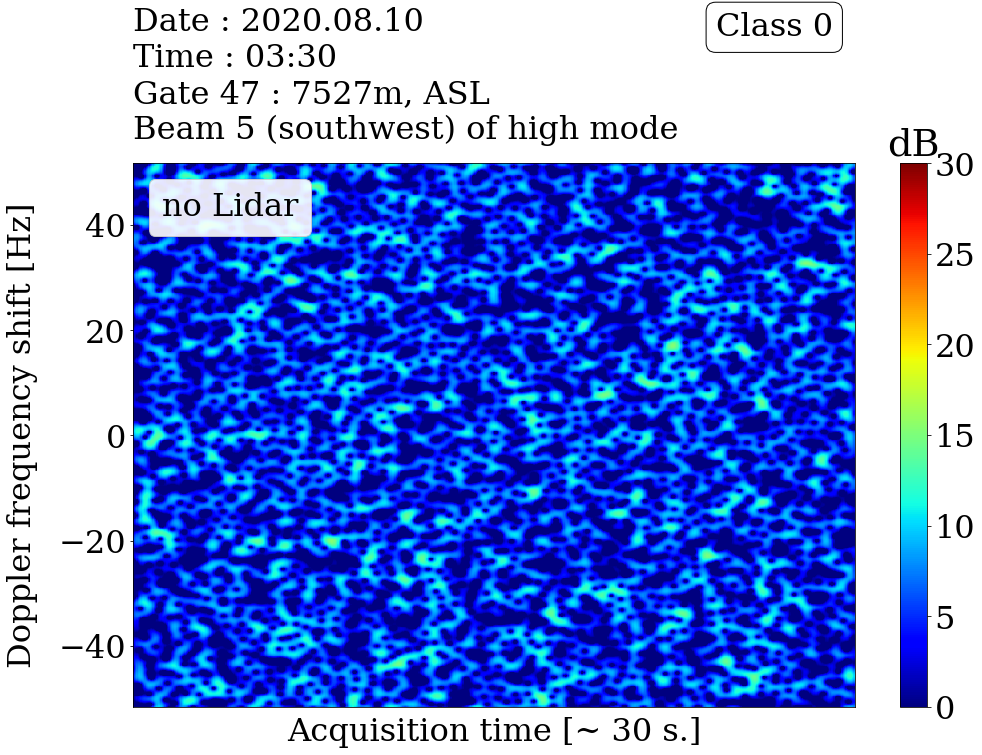 Date : 2020.08.10
Time : 03:30
Gate 47 : 7527m, ASL
Beam 5 (southwest) of high mode
Class 0
dB
no Lidar
Doppler frequency shift [Hz]
40
20
0
−20
−40
Acquisition time [~ 30 s.]
30
25
20
15
10
5
0